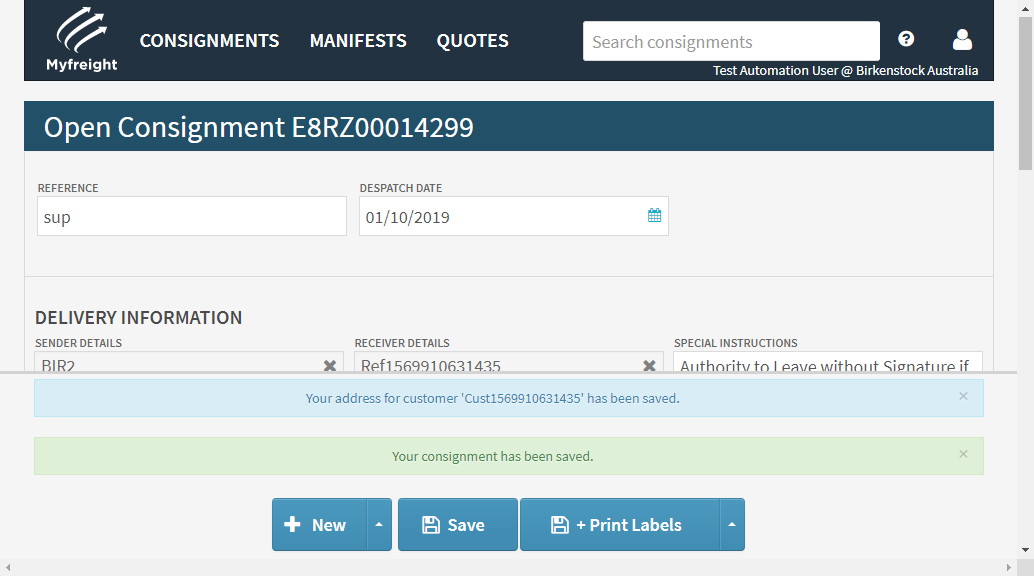 Myfreight
CONSIGNMENTS MANIFESTS QUOTES
Search consignments
?
Test Automation User @ Birkenstock Australia
Open Consignment E8RZ00014299
REFERENCE DESPATCH DATE
sup 01/10/2019
DELIVERY INFORMATION
SENDER DETAILS RECEIVER DETAILS SPECIAL INSTRUCTIONS
BIR2 Ref1569910631435 Authority to Leave without Signature if
Your address for customer 'Cust1569910631435' has been saved.
Your consignment has been saved.
New Save + Print Labels